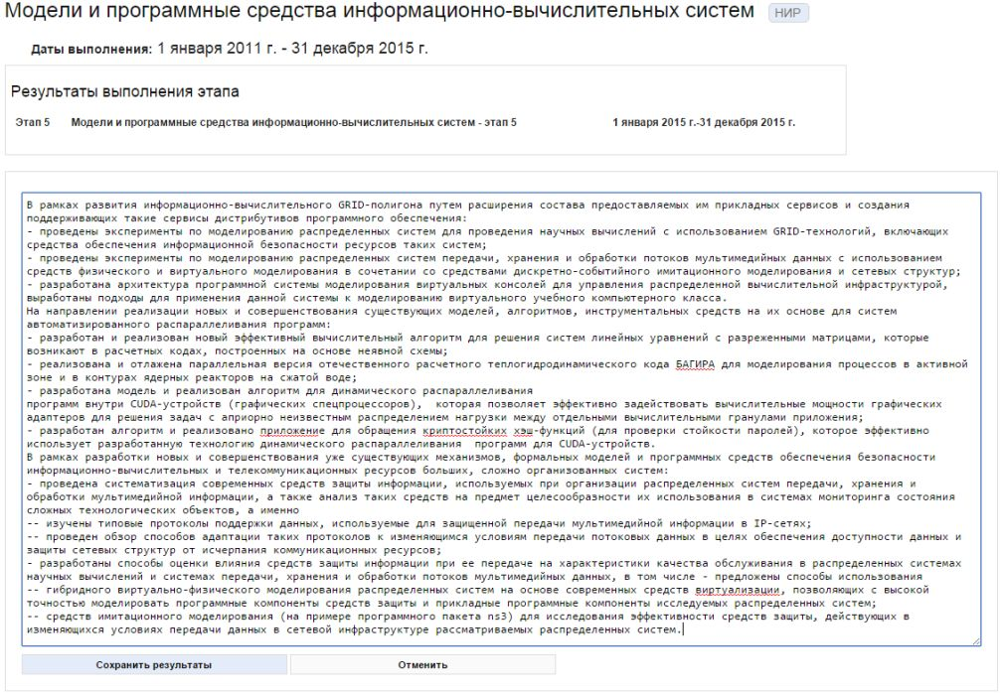 Модели и программные средства информационно-вычислительных систем НИР
Даты выполнения: 1 января 2011 г. - 31 декабря 2015 г.
Результаты выполнения этапа
Этап 5 Модели и программные средства информационно-вычислительных систем - этап 5 1 января 2015 г.-31 декабря 2015 г.
В рамках развития информационно-вычислительного GRID-полигона путем расширения состава предоставляемых им прикладных сервисов и создания
поддерживающих такие сервисы дистрибутивов программного обеспечения:
- проведены эксперименты по моделированию распределенных систем для проведения научных вычислений с использованием GRID-технологий, включающих
средства обеспечения информационной безопасности ресурсов таких систем;
- проведены эксперименты по моделированию распределенных систем передачи, хранения и обработки потоков мультимедийных данных с использованием
средств физического и виртуального моделирования в сочетании со средствами дискретно-событийного имитационного моделирования и сетевых структур;
- разработана архитектура программной системы моделирования виртуальных консолей для управления распределенной вычислительной инфраструктурой,
выработаны подходы для применения данной системы к моделированию виртуального учебного компьютерного класса.
На направлении реализации новых и совершенствования существующих моделей, алгоритмов, инструментальных средств на их основе для систем
автоматизированного распараллеливания программ:
- разработан и реализован новый эффективный вычислительный алгоритм для решения систем линейных уравнений с разреженными матрицами, которые
возникают в расчетных кодах, построенных на основе неявной схемы;
- реализована и отлажена параллельная версия отечественного расчетного теплогидродинамического кода БАГИРА для моделирования процессов в активной
зоне и в контурах ядерных реакторов на сжатой воде;
- разработана модель и реализован алгоритм для динамического распараллеливания
программ внутри CUDA-устройств (графических спецпроцессоров), которая позволяет эффективно задействовать вычислительные мощности графических
адаптеров для решения задач с априорно неизвестным распределением нагрузки между отдельными вычислительными гранулами приложения;
- разработан алгоритм и реализовано приложение для обращения криптостойких хэш-функций (для проверки стойкости паролей), которое эффективно
использует разработанную технологию динамического распараллеливания программ для CUDA-устройств.
В рамках разработки новых и совершенствования уже существующих механизмов, формальных моделей и программных средств обеспечения безопасности
информационно-вычислительных и телекоммуникационных ресурсов больших, сложно организованных систем:
- проведена систематизация современных средств защиты информации, используемых при организации распределенных систем передачи, хранения и
обработки мультимедийной информации, а также анализ таких средств на предмет целесообразности их использования в системах мониторинга состояния
сложных технологических объектов, а именно
-- изучены типовые протоколы поддержки данных, используемые для защищенной передачи мультимедийной информации в IP-сетях;
-- проведен обзор способов адаптации таких протоколов к изменяющимся условиям передачи потоковых данных в целях обеспечения доступности данных и
защиты сетевых структур от исчерпания коммуникационных ресурсов;
- разработаны способы оценки влияния средств защиты информации при ее передаче на характеристики качества обслуживания в распределенных системах
научных вычислений и системах передачи, хранения и обработки потоков мультимедийных данных, в том числе - предложены способы использования
-- гибридного виртуально-физического моделирования распределенных систем на основе современных средств виртуализации, позволяющих с высокой
точностью моделировать программные компоненты средств защиты и прикладные программные компоненты исследуемых распределенных систем;
-- средств имитационного моделирования (на примере программного пакета ns3) для исследования эффективности средств защиты, действующих в
изменяющихся условиях передачи данных в сетевой инфраструктуре рассматриваемых распределенных систем.
Сохранить результаты Отменить